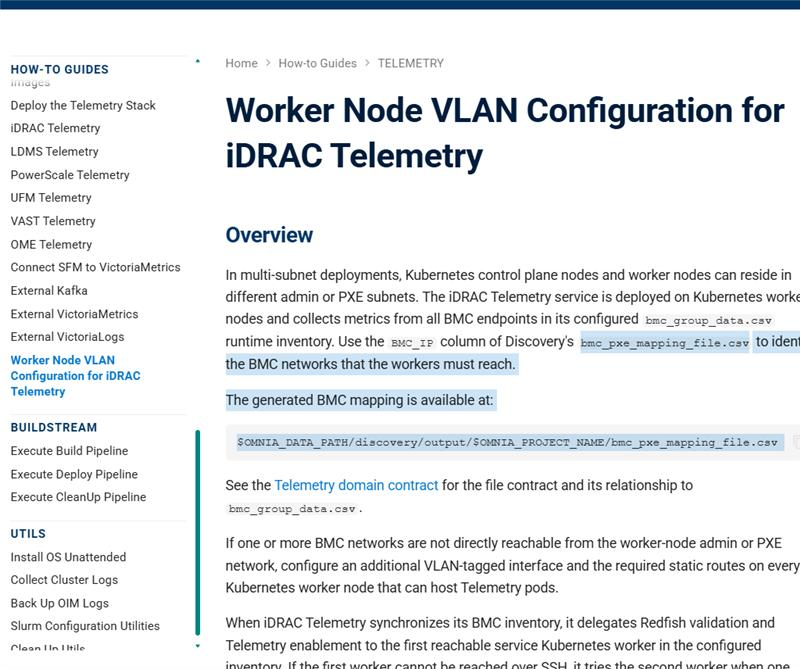 HOW-TO GUIDES
Images
Deploy the Telemetry Stack
iDRAC Telemetry
LDMS Telemetry
PowerScale Telemetry
UFM Telemetry
VAST Telemetry
OME Telemetry
Connect SFM to VictoriaMetrics
External Kafka
External VictoriaMetrics
External VictoriaLogs
Worker Node VLAN
Configuration for iDRAC
Telemetry
BUILDSTREAM
Execute Build Pipeline
Execute Deploy Pipeline
Execute CleanUp Pipeline
UTILS
Install OS Unattended
Collect Cluster Logs
Back Up OIM Logs
Slurm Configuration Utilities
Clean Up Utils
Home > How-to Guides > TELEMETRY
Worker Node VLAN Configuration for
iDRAC Telemetry
Overview
In multi-subnet deployments, Kubernetes control plane nodes and worker nodes can reside in
different admin or PXE subnets. The iDRAC Telemetry service is deployed on Kubernetes worke
nodes and collects metrics from all BMC endpoints in its configured bmc_group_data.csv
runtime inventory. Use the BMC_IP column of Discovery's bmc_pxe_mapping_file.csv to ident
the BMC networks that the workers must reach.
The generated BMC mapping is available at:
$OMNIA_DATA_PATH/discovery/output/$OMNIA_PROJECT_NAME/bmc_pxe_mapping_file.csv
See the Telemetry domain contract for the file contract and its relationship to
bmc_group_data.csv.
If one or more BMC networks are not directly reachable from the worker-node admin or PXE
network, configure an additional VLAN-tagged interface and the required static routes on every
Kubernetes worker node that can host Telemetry pods.
When iDRAC Telemetry synchronizes its BMC inventory, it delegates Redfish validation and
Telemetry enablement to the first reachable service Kubernetes worker in the configured
inventory. If the first worker cannot be reached over SSH, it tries the second worker when one